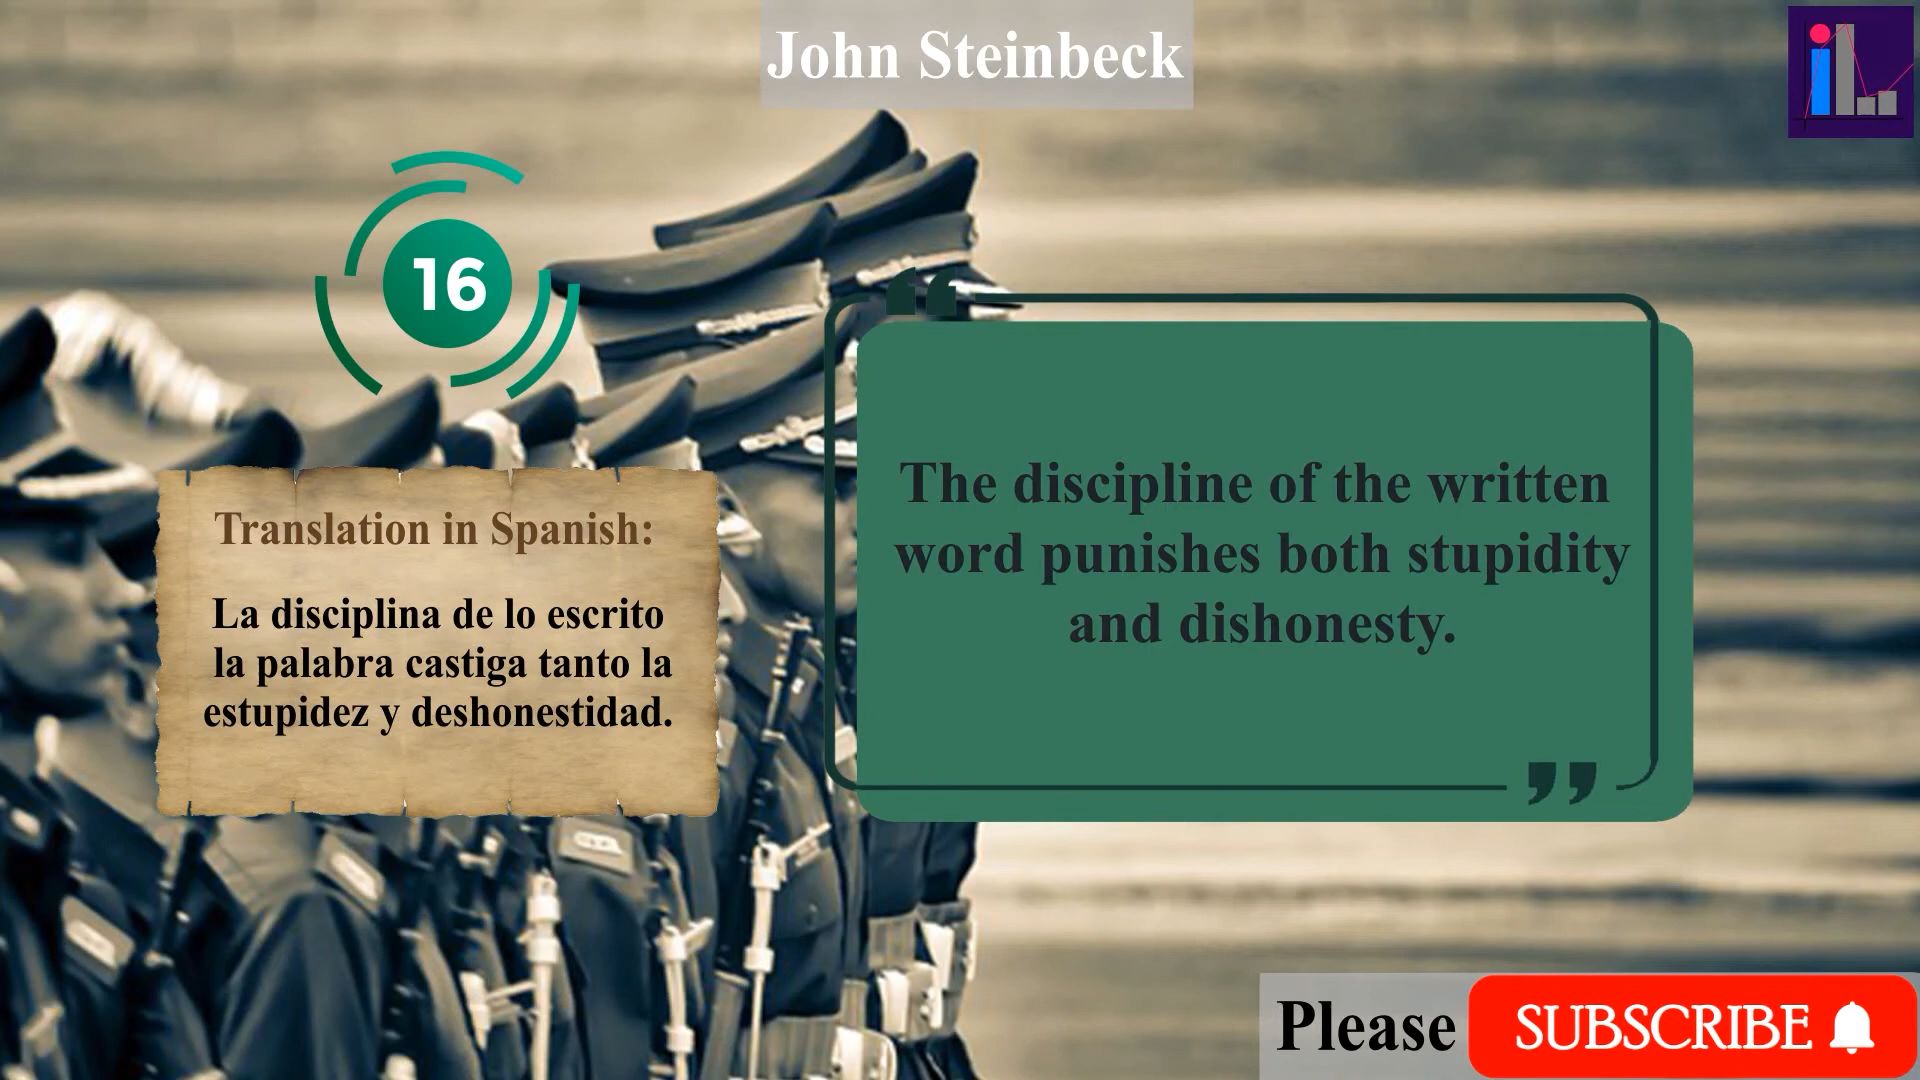 John Steinbeck
iL
16
The discipline of the written
word punishes both stupidity
and dishonesty.
Translation in Spanish:
La disciplina de lo escrito
la palabra castiga tanto la
estupidez y deshonestidad.
Please SUBSCRIBE